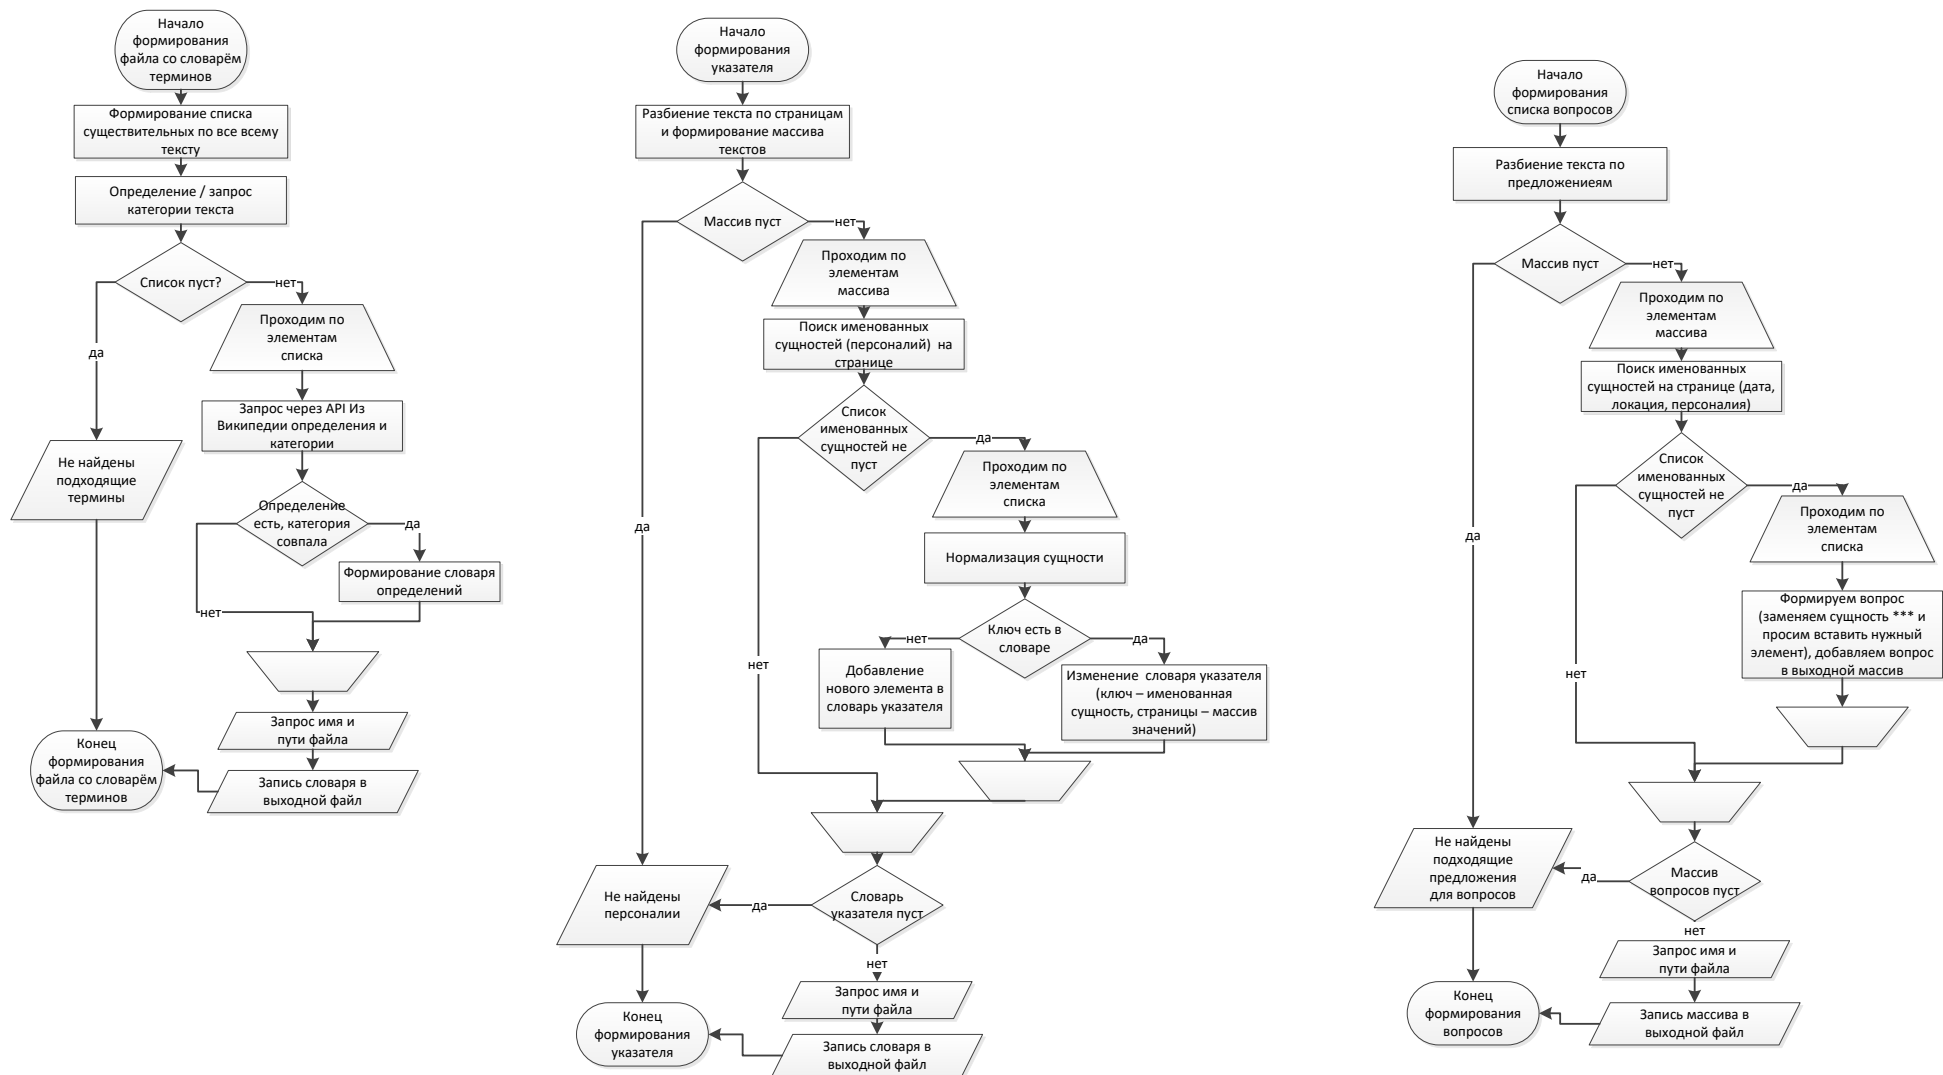 Начало
формирования
файла со словарём
терминов
Формирование списка
существительных по все всему
тексту
Определение / запрос
категории текста
Список пуст?
нет
да
Проходим по
элементам
списка
Запрос через API Из
Википедии определения и
категории
Не найдены
подходящие
термины
Определение
есть, категория
совпала
да
Формирование словаря
определений
нет
Запрос имя и
пути файла
Запись словаря в
выходной файл
Конец
формирования
файла со словарём
терминов
Начало
формирования
указателя
Разбиение текста по страницам
и формирование массива
текстов
Массив пуст
нет
да
Проходим по
элементам
массива
Поиск именованных
сущностей (персоналий) на
странице
Список
именованных
сущностей не
пуст
да
нет
Проходим по
элементам
списка
Нормализация сущности
Ключ есть в
словаре
нет
да
Добавление
нового элемента в
словарь указателя
Изменение словаря указателя
(ключ – именованная
сущность, страницы – массив
значений)
Словарь
указателя пуст
да
нет
Не найдены
персоналии
Запрос имя и
пути файла
Запись словаря в
выходной файл
Конец
формирования
указателя
Начало
формирования
списка вопросов
Разбиение текста по
предложениеям
Массив пуст
нет
да
Проходим по
элементам
массива
Поиск именованных
сущностей на странице (дата,
локация, персоналия)
Список
именованных
сущностей не
пуст
да
нет
Проходим по
элементам
списка
Формируем вопрос
(заменяем сущность *** и
просим вставить нужный
элемент), добавляем вопрос
в выходной массив
Массив
вопросов пуст
да
нет
Не найдены
подходящие
предложения
для вопросов
Запрос имя и
пути файла
Запись массива в
выходной файл
Конец
формирования
вопросов